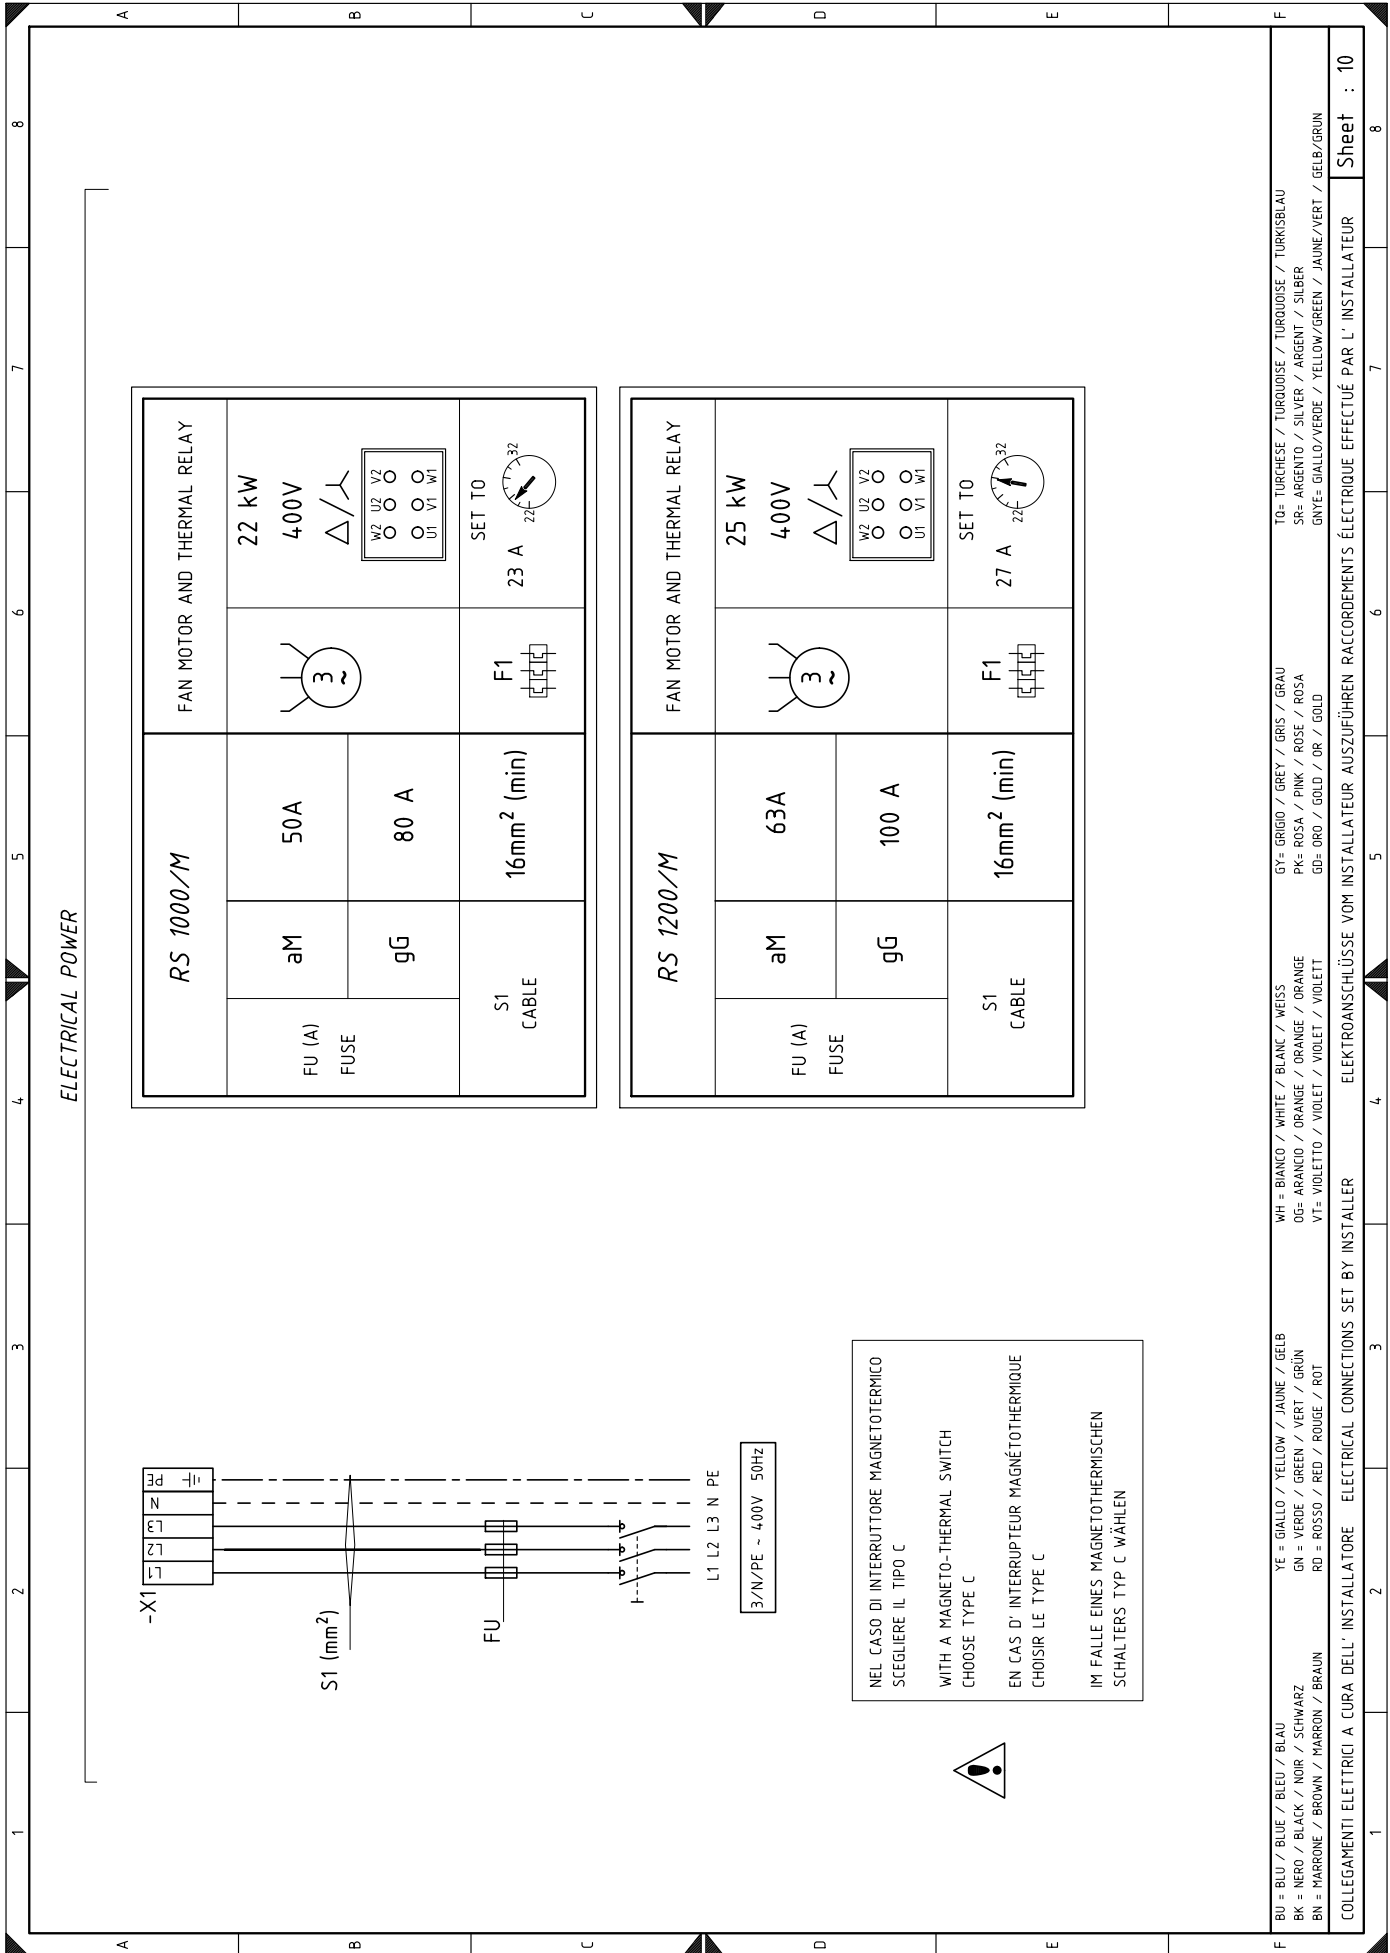 1 2 3 4 5 6 7 8
A
B
C
D
E
F
ELECTRICAL POWER
-X1
L1 L2 L3 N PE
S1 (mm²)
FU
L1 L2 L3 N PE
3/N/PE ~ 400V 50Hz
NEL CASO DI INTERRUTTORE MAGNETOTERMICO
SCEGLIERE IL TIPO C
WITH A MAGNETO-THERMAL SWITCH
CHOOSE TYPE C
EN CAS D' INTERRUPTEUR MAGNÉTOTHERMIQUE
CHOISIR LE TYPE C
IM FALLE EINES MAGNETOTHERMISCHEN
SCHALTERS TYP C WÄHLEN
RS 1000/M
FAN MOTOR AND THERMAL RELAY
FU (A)
FUSE
aM
50A
gG
80 A
3
~
22 kW
400V
W2 U2 V2
U1 V1 W1
S1
CABLE
16mm² (min)
F1
SET TO
23 A
22
32
RS 1200/M
FAN MOTOR AND THERMAL RELAY
FU (A)
FUSE
aM
63A
gG
100 A
3
~
25 kW
400V
W2 U2 V2
U1 V1 W1
S1
CABLE
16mm² (min)
F1
SET TO
27 A
22
32
BU = BLU / BLUE / BLEU / BLAU
BK = NERO / BLACK / NOIR / SCHWARZ
BN = MARRONE / BROWN / MARRON / BRAUN
YE = GIALLO / YELLOW / JAUNE / GELB
GN = VERDE / GREEN / VERT / GRÜN
RD = ROSSO / RED / ROUGE / ROT
WH = BIANCO / WHITE / BLANC / WEISS
OG= ARANCIO / ORANGE / ORANGE / ORANGE
VT= VIOLETTO / VIOLET / VIOLET / VIOLETT
GY= GRIGIO / GREY / GRIS / GRAU
PK= ROSA / PINK / ROSE / ROSA
GD= ORO / GOLD / OR / GOLD
TQ= TURCHESE / TURQUOISE / TURQUOISE / TURKISBLAU
SR= ARGENTO / SILVER / ARGENT / SILBER
GNYE= GIALLO/VERDE / YELLOW/GREEN / JAUNE/VERT / GELB/GRUN
COLLEGAMENTI ELETTRICI A CURA DELL' INSTALLATORE ELECTRICAL CONNECTIONS SET BY INSTALLER ELEKTROANSCHLÜSSE VOM INSTALLATEUR AUSZUFÜHREN RACCORDEMENTS ÉLECTRIQUE EFFECTUÉ PAR L' INSTALLATEUR
Sheet : 10
1 2 3 4 5 6 7 8
A
B
C
D
E
F